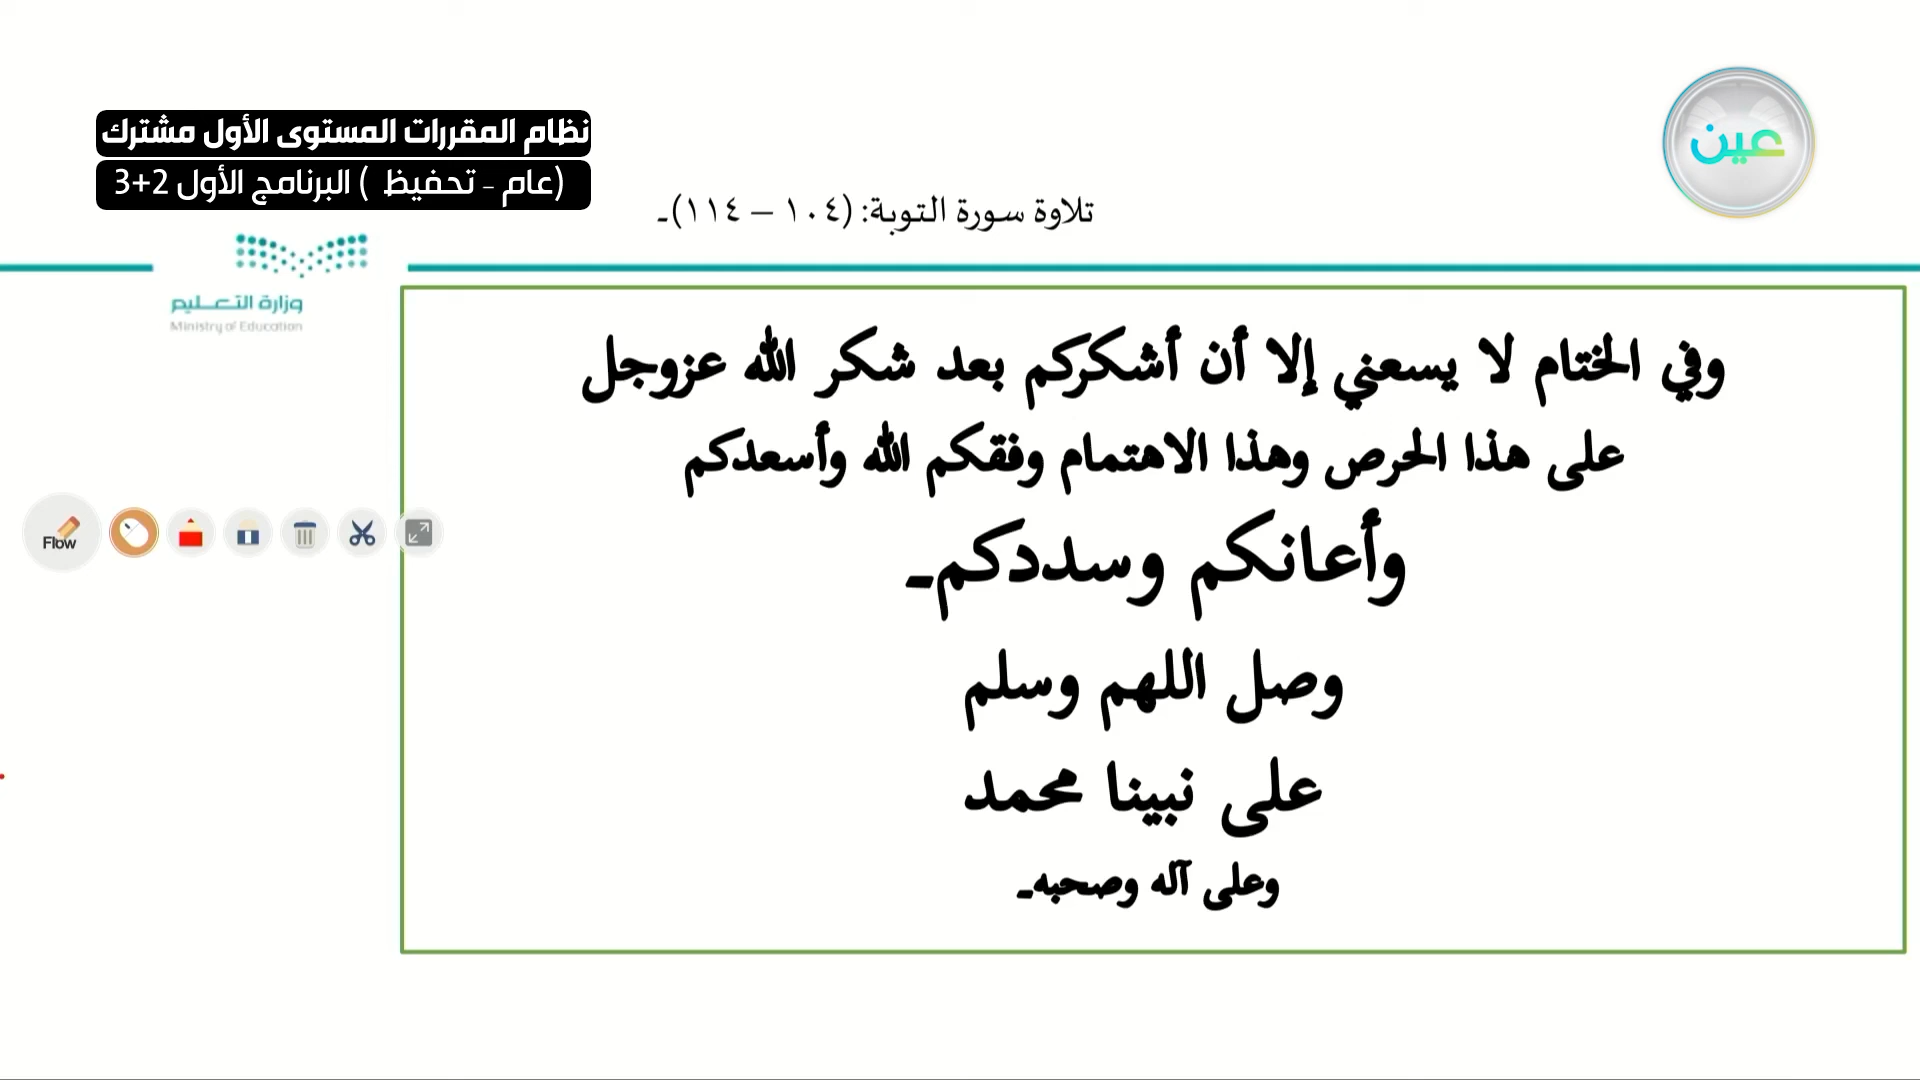 عين
نظام المقررات المستوى الأول مشترك
(عام - تحفيظ ) البرنامج الأول 2+3
تلاوة سورة التوبة: (١٠٤ – ١١٤).
وزارة التعليم
Ministry of Education
وفي الختام لا يسعني إلا أن أشكركم بعد شكر الله عزوجل
على هذا الحرص وهذا الاهتمام وفقكم الله وأسعدكم
وأعانكم وسددكم.
وصل اللهم وسلم
على نبينا محمد
وعلى آله وصحبه.
Flow